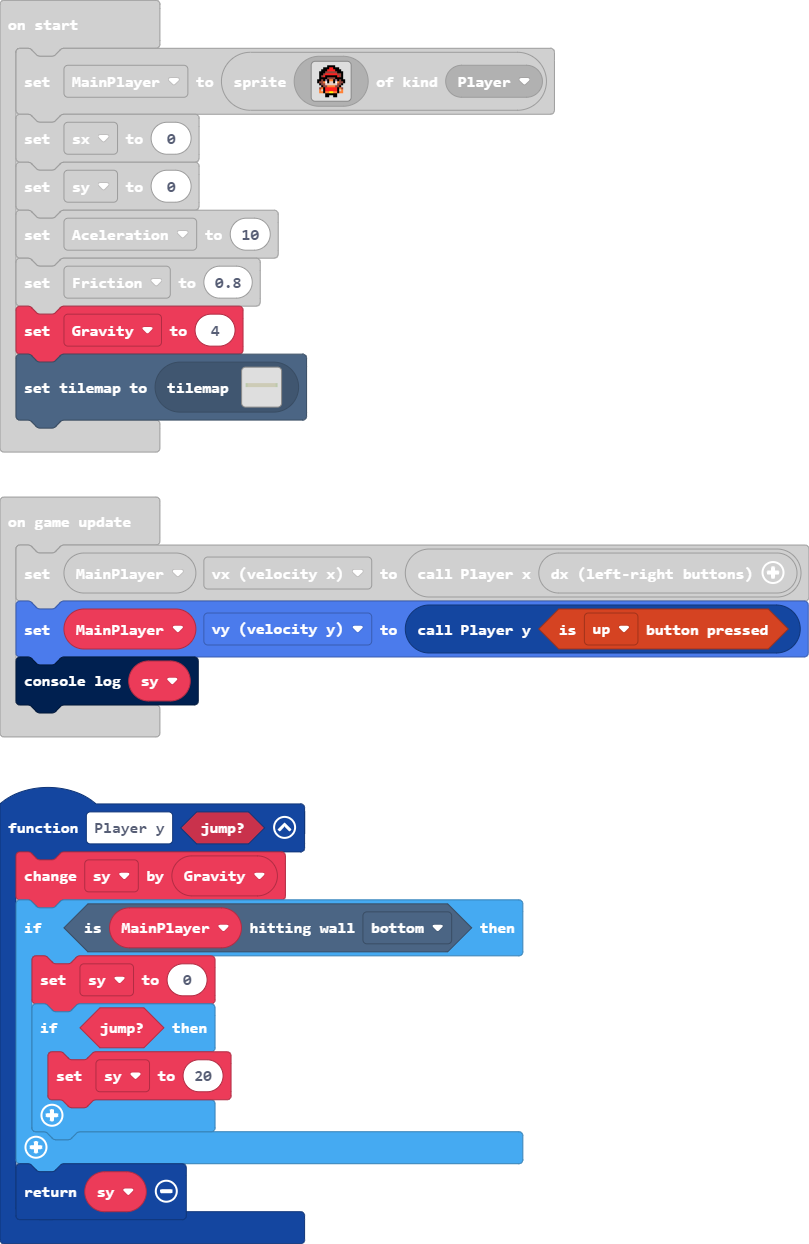 on start
set MainPlayer to sprite of kind Player
set sx to 0
set sy to 0
set Aceleration to 10
set Friction to 0.8
set Gravity to 4
set tilemap to tilemap
on game update
set MainPlayer vx (velocity x) to call Player x dx (left-right buttons)
set MainPlayer vy (velocity y) to call Player y is up button pressed
console log sy
function Player y jump?
change sy by Gravity
if is MainPlayer hitting wall bottom then
set sy to 0
if jump? then
set sy to 20
return sy